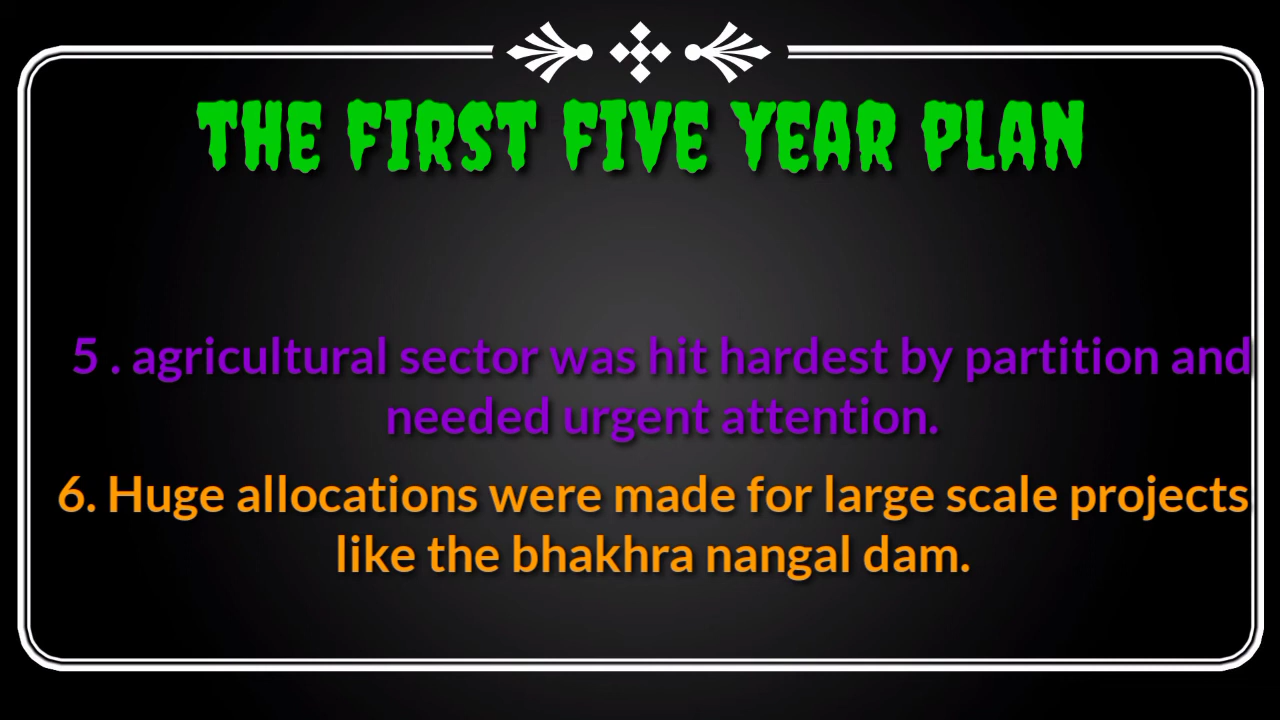 THE FIRST FIVE YEAR PLAN
5 . agricultural sector was hit hardest by partition and
needed urgent attention.
6. Huge allocations were made for large scale projects
like the bhakhra nangal dam.